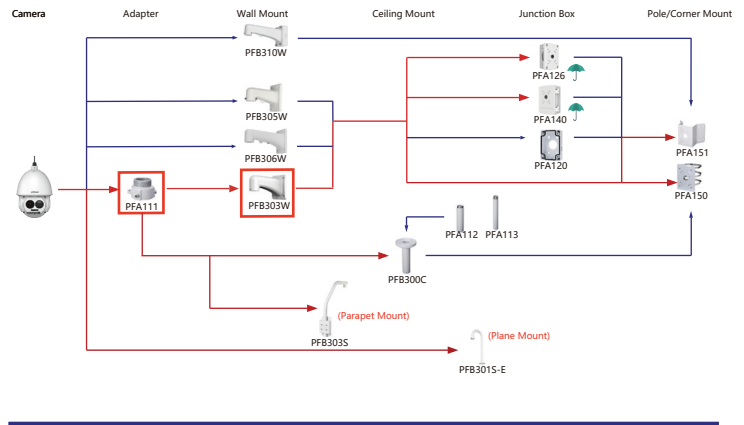 Camera Adapter Wall Mount Ceiling Mount Junction Box Pole/Corner Mount
PFB310W
PFA126
PFB305W
PFA140
PFB306W
PFA120
PFA151
PFA111
PFB303W
PFA150
PFA112 PFA113
PFB300C
(Parapet Mount)
PFB303S
(Plane Mount)
PFB301S-E